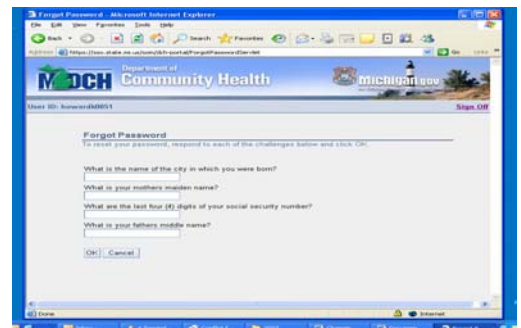 Forgot Password - Microsoft Internet Explorer
File Edit View Favorites Tools Help
Back Search Favorites
Address Go Links
MDCH Department of Community Health Michigan.gov
User ID: Sign Off
Forgot Password
To reset your password, respond to each of the challenges below and click OK.
What is the name of the city in which you were born?
What is your mothers maiden name?
What are the last four (4) digits of your social security number?
What is your fathers middle name?
OK Cancel
Done Internet